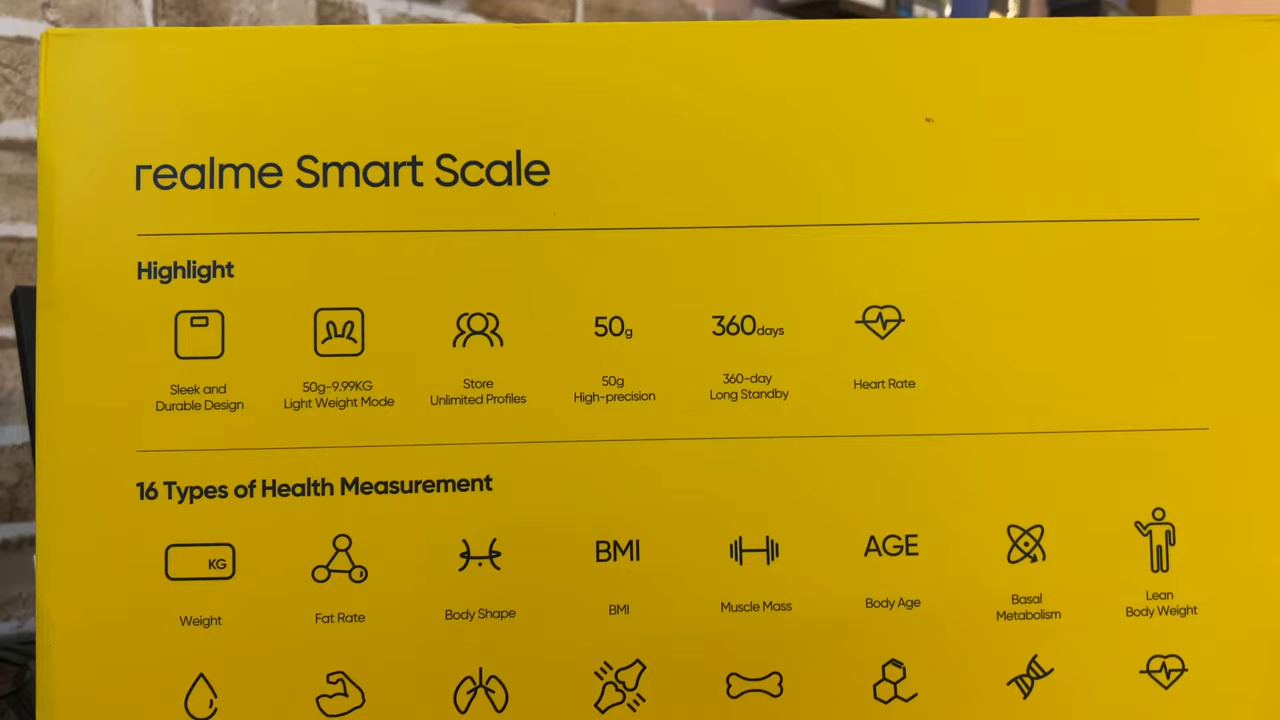 realme Smart Scale
Highlight
50g
360days
Sleek and
Durable Design
50g-9.99KG
Light Weight Mode
Store
Unlimited Profiles
50g
High-precision
360-day
Long Standby
Heart Rate
16 Types of Health Measurement
KG
BMI
AGE
Weight
Fat Rate
Body Shape
BMI
Muscle Mass
Body Age
Basal
Metabolism
Lean
Body Weight